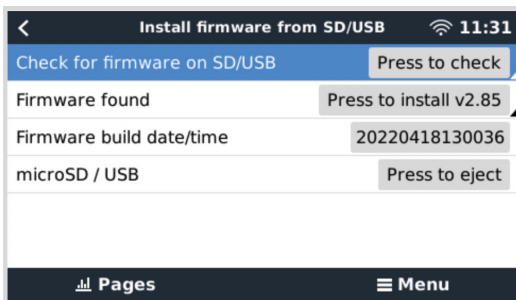 Install firmware from SD/USB 11:31
Check for firmware on SD/USB Press to check
Firmware found Press to install v2.85
Firmware build date/time 20220418130036
microSD / USB Press to eject
Pages Menu